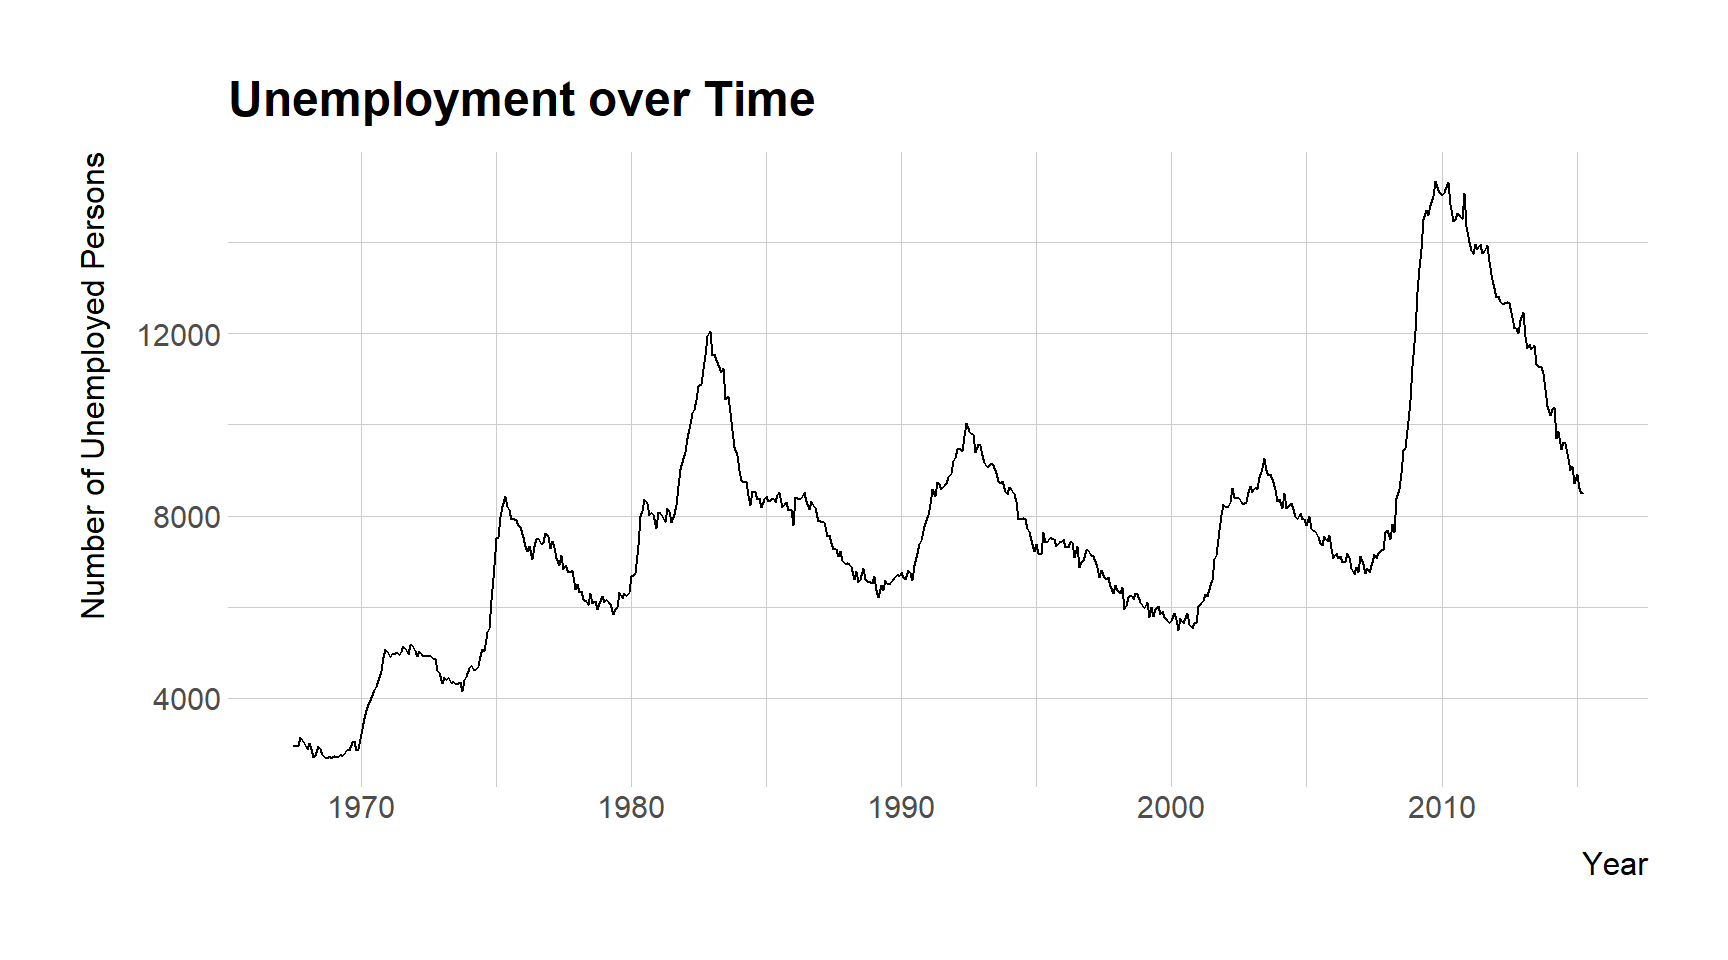 Unemployment over Time
Number of Unemployed Persons
12000
8000
4000
1970 1980 1990 2000 2010
Year